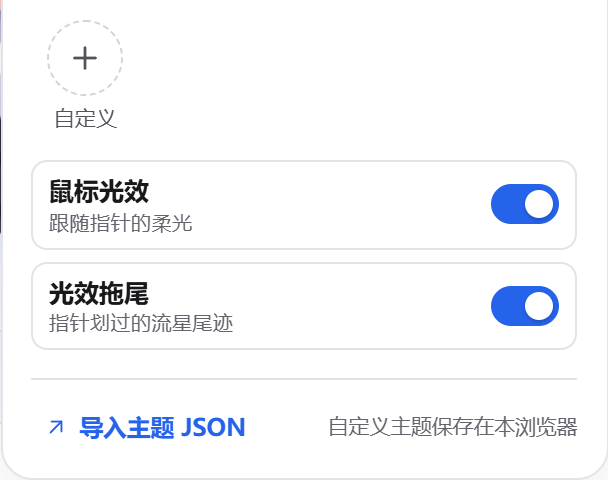 自定义
鼠标光效
跟随指针的柔光
光效拖尾
指针划过的流星尾迹
导入主题 JSON
自定义主题保存在本浏览器